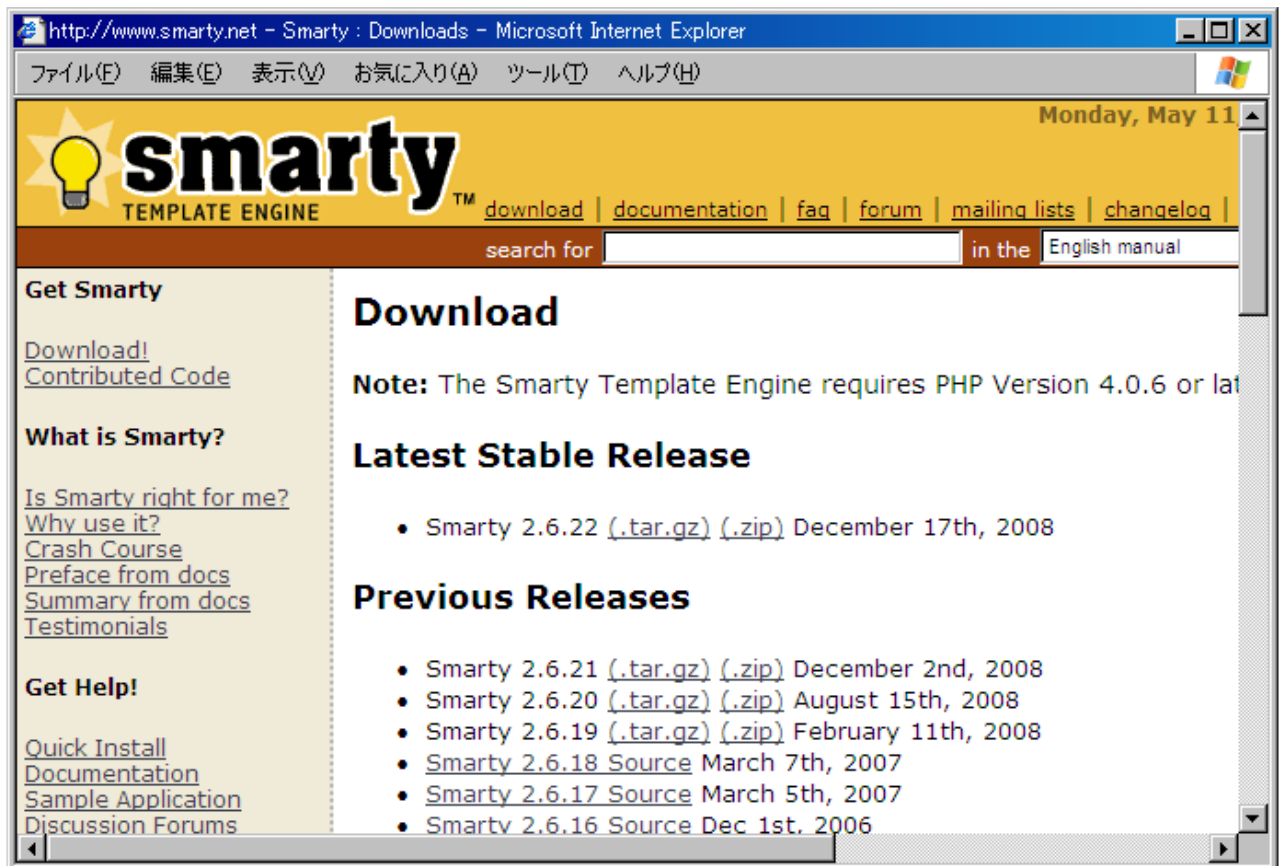 http://www.smarty.net - Smarty : Downloads - Microsoft Internet Explorer
ファイル(F) 編集(E) 表示(V) お気に入り(A) ツール(T) ヘルプ(H)
Monday, May 11,
smarty TM
TEMPLATE ENGINE
download | documentation | faq | forum | mailing lists | changelog |
search for in the English manual
Get Smarty
Download!
Contributed Code
What is Smarty?
Is Smarty right for me?
Why use it?
Crash Course
Preface from docs
Summary from docs
Testimonials
Get Help!
Quick Install
Documentation
Sample Application
Discussion Forums
Download
Note: The Smarty Template Engine requires PHP Version 4.0.6 or
Latest Stable Release
• Smarty 2.6.22 (.tar.gz) (.zip) December 17th, 2008
Previous Releases
• Smarty 2.6.21 (.tar.gz) (.zip) December 2nd, 2008
• Smarty 2.6.20 (.tar.gz) (.zip) August 15th, 2008
• Smarty 2.6.19 (.tar.gz) (.zip) February 11th, 2008
• Smarty 2.6.18 Source March 7th, 2007
• Smarty 2.6.17 Source March 5th, 2007
• Smarty 2.6.16 Source Dec 1st, 2006